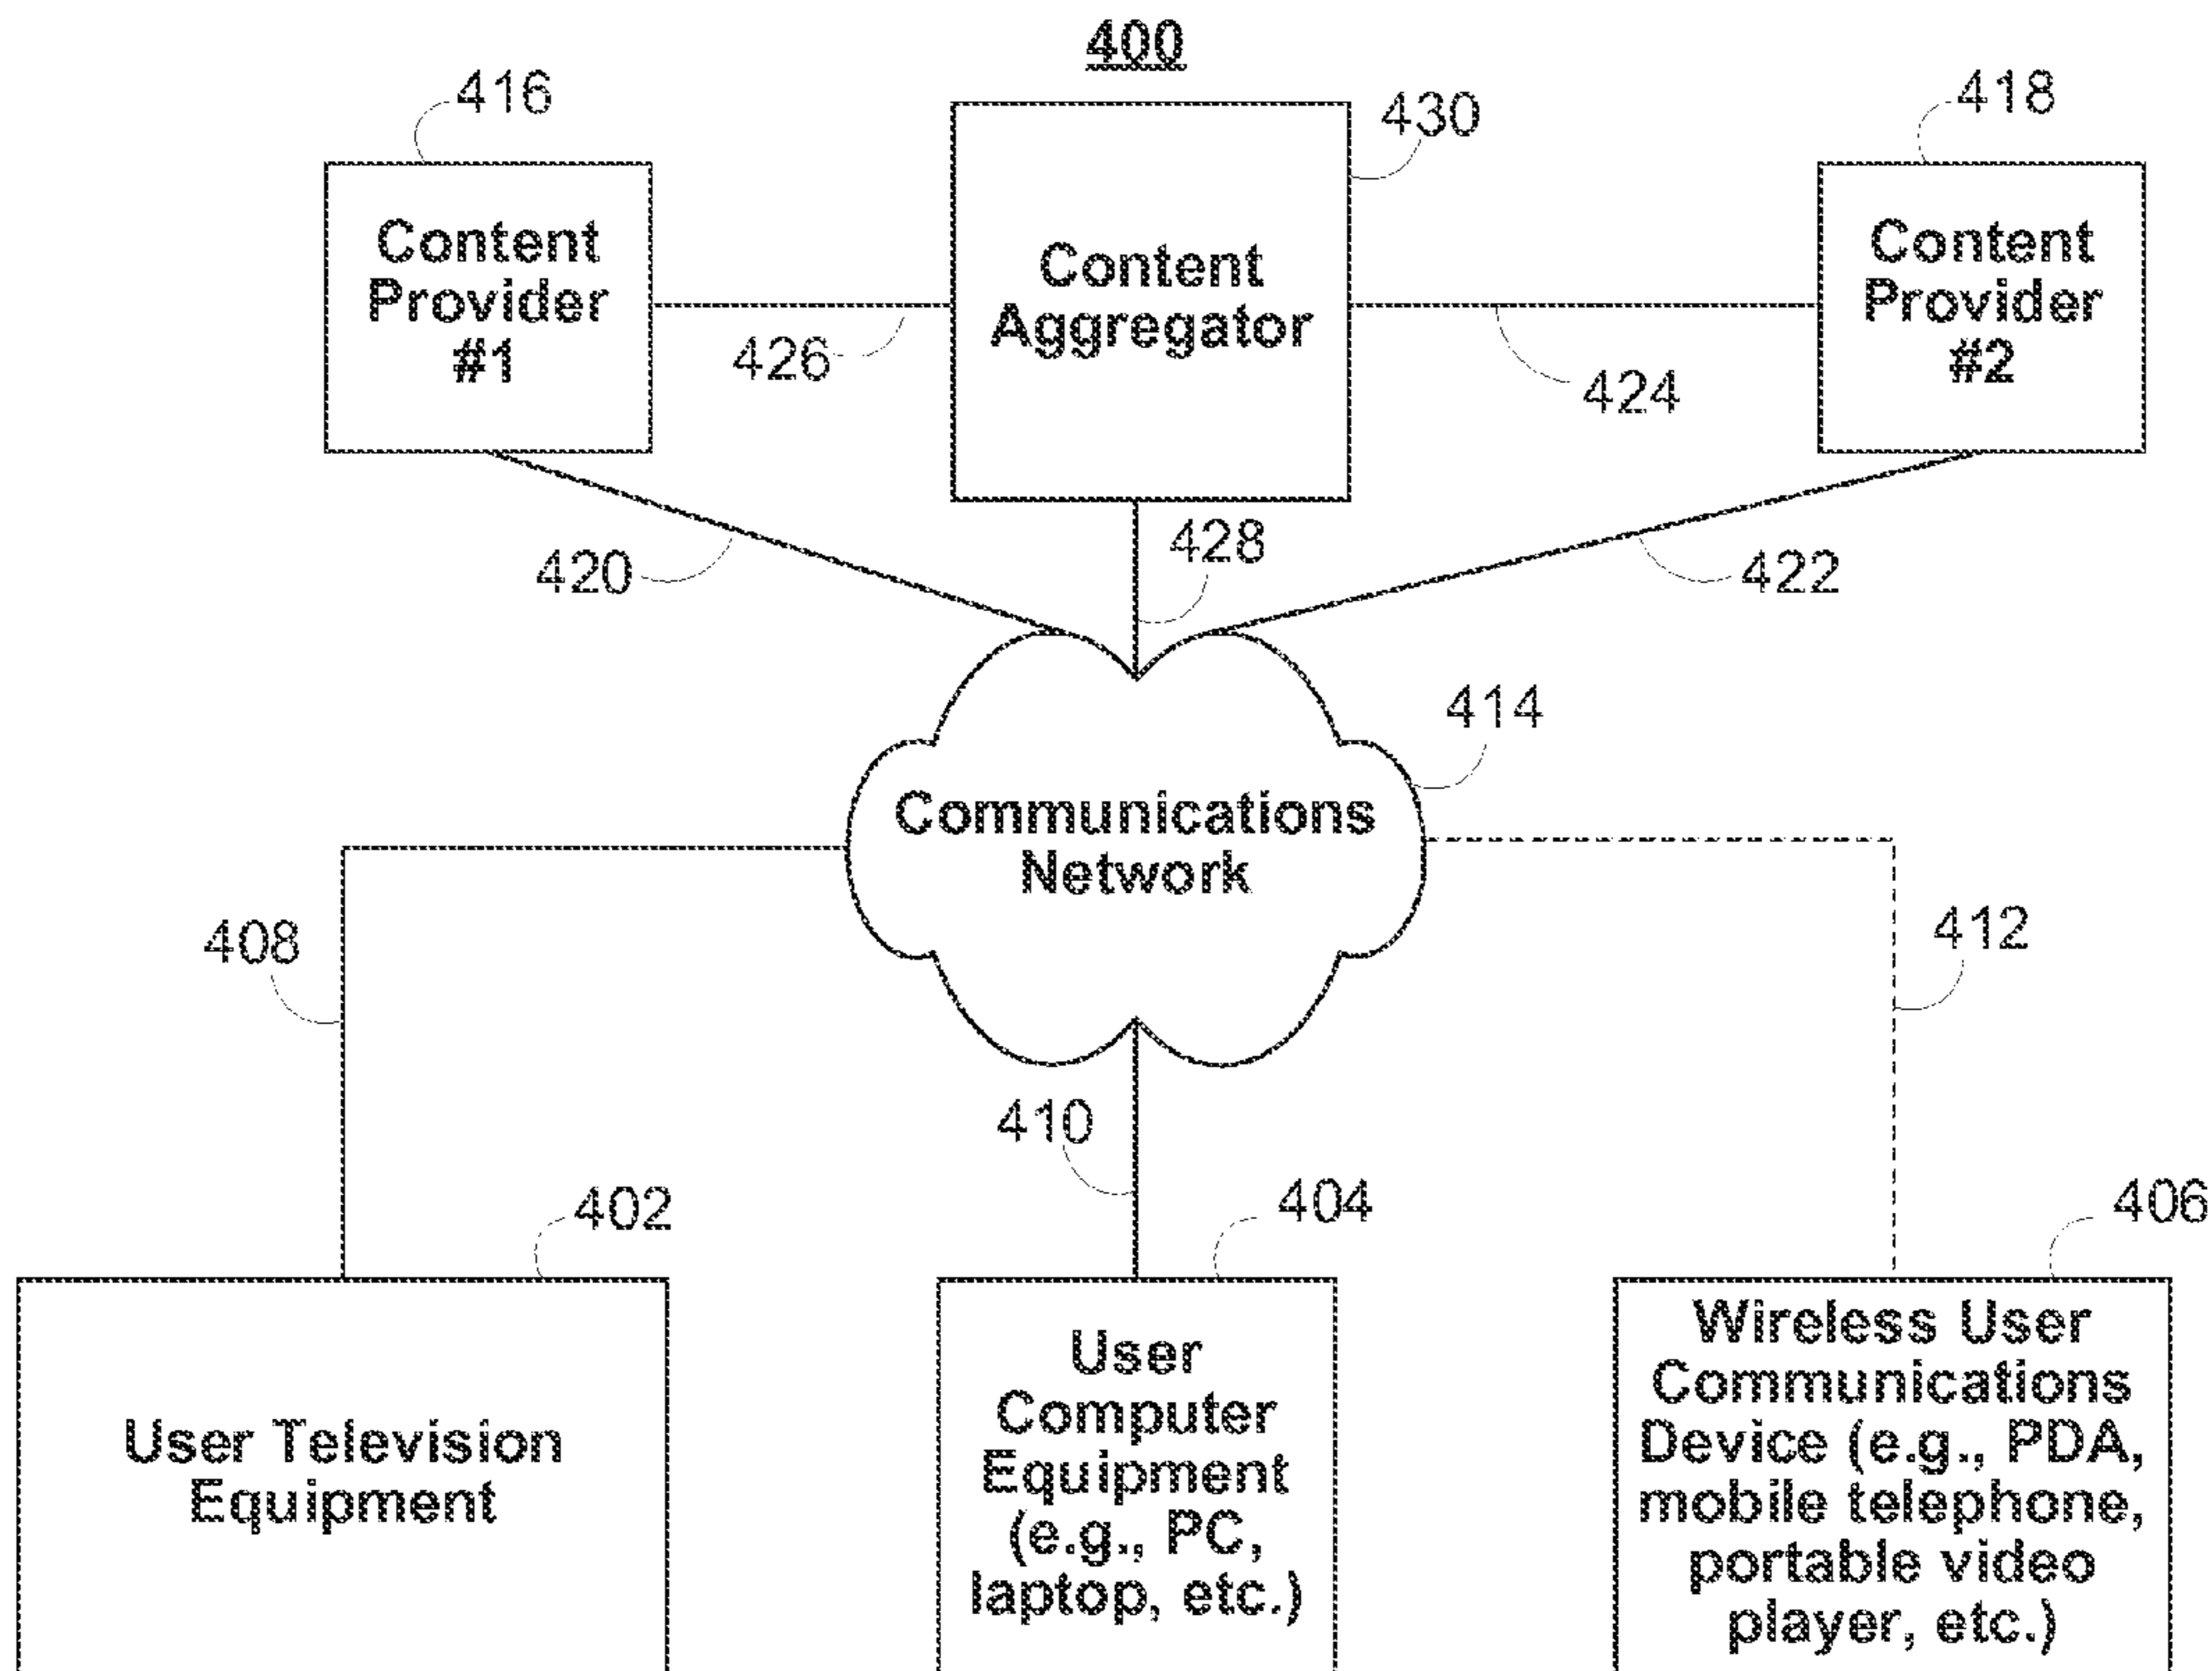 400
416
430
418
Content
Provider
#1
Content
Aggregator
Content
Provider
#2
426
424
420
428
422
414
Communications
Network
408
412
410
402
404
406
User Television
Equipment
User
Computer
Equipment
(e.g., PC,
laptop, etc.)
Wireless User
Communications
Device (e.g., PDA,
mobile telephone,
portable video
player, etc.)